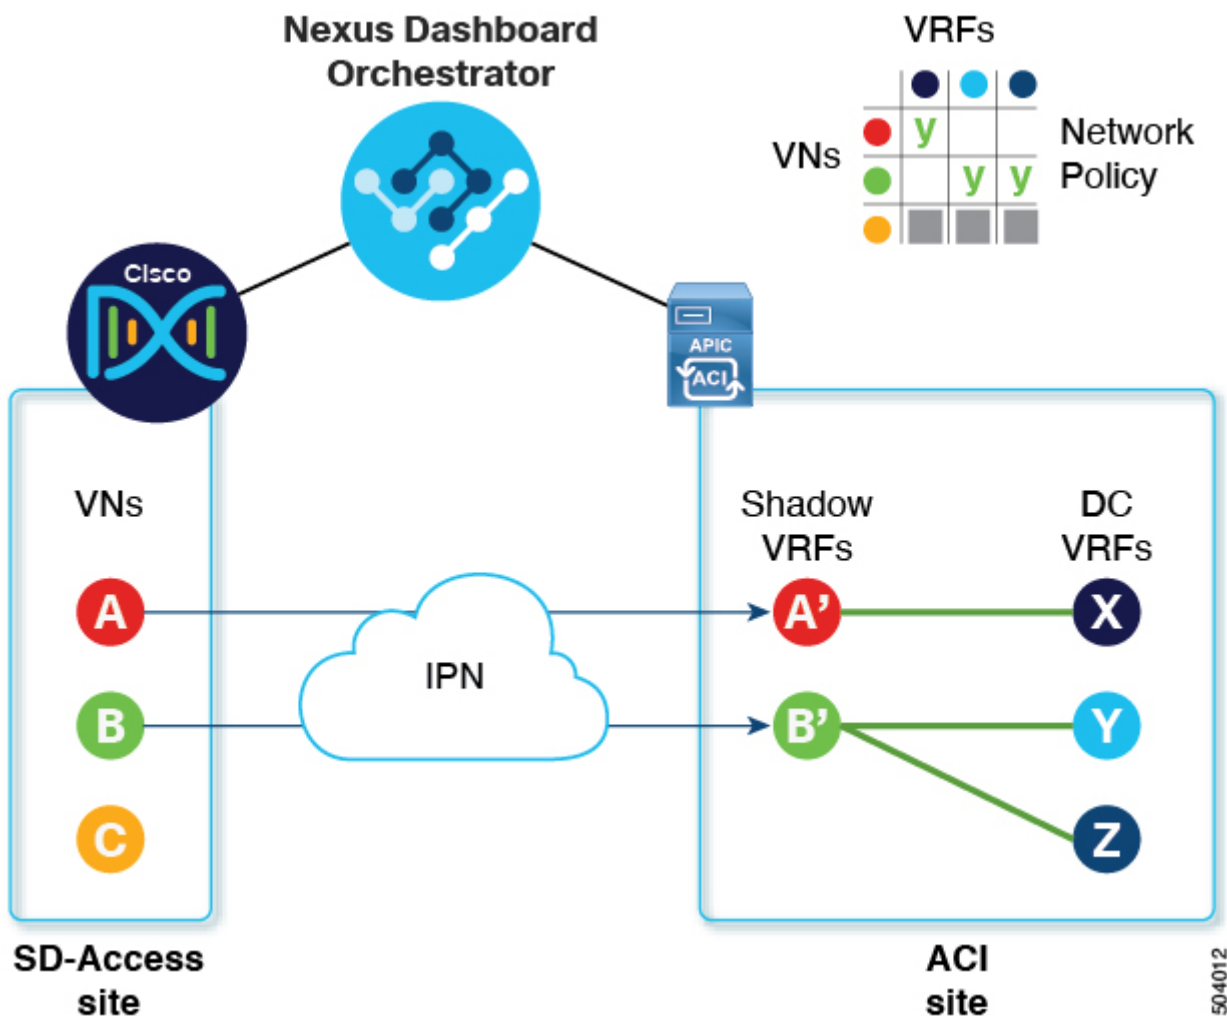 Nexus Dashboard
Orchestrator
VRFs
VNs
y
y y
Network
Policy
Cisco
APIC
ACI
VNs
Shadow
VRFs
DC
VRFs
A
IPN
A’
X
B
B’
Y
C
Z
SD-Access
site
ACI
site
504012